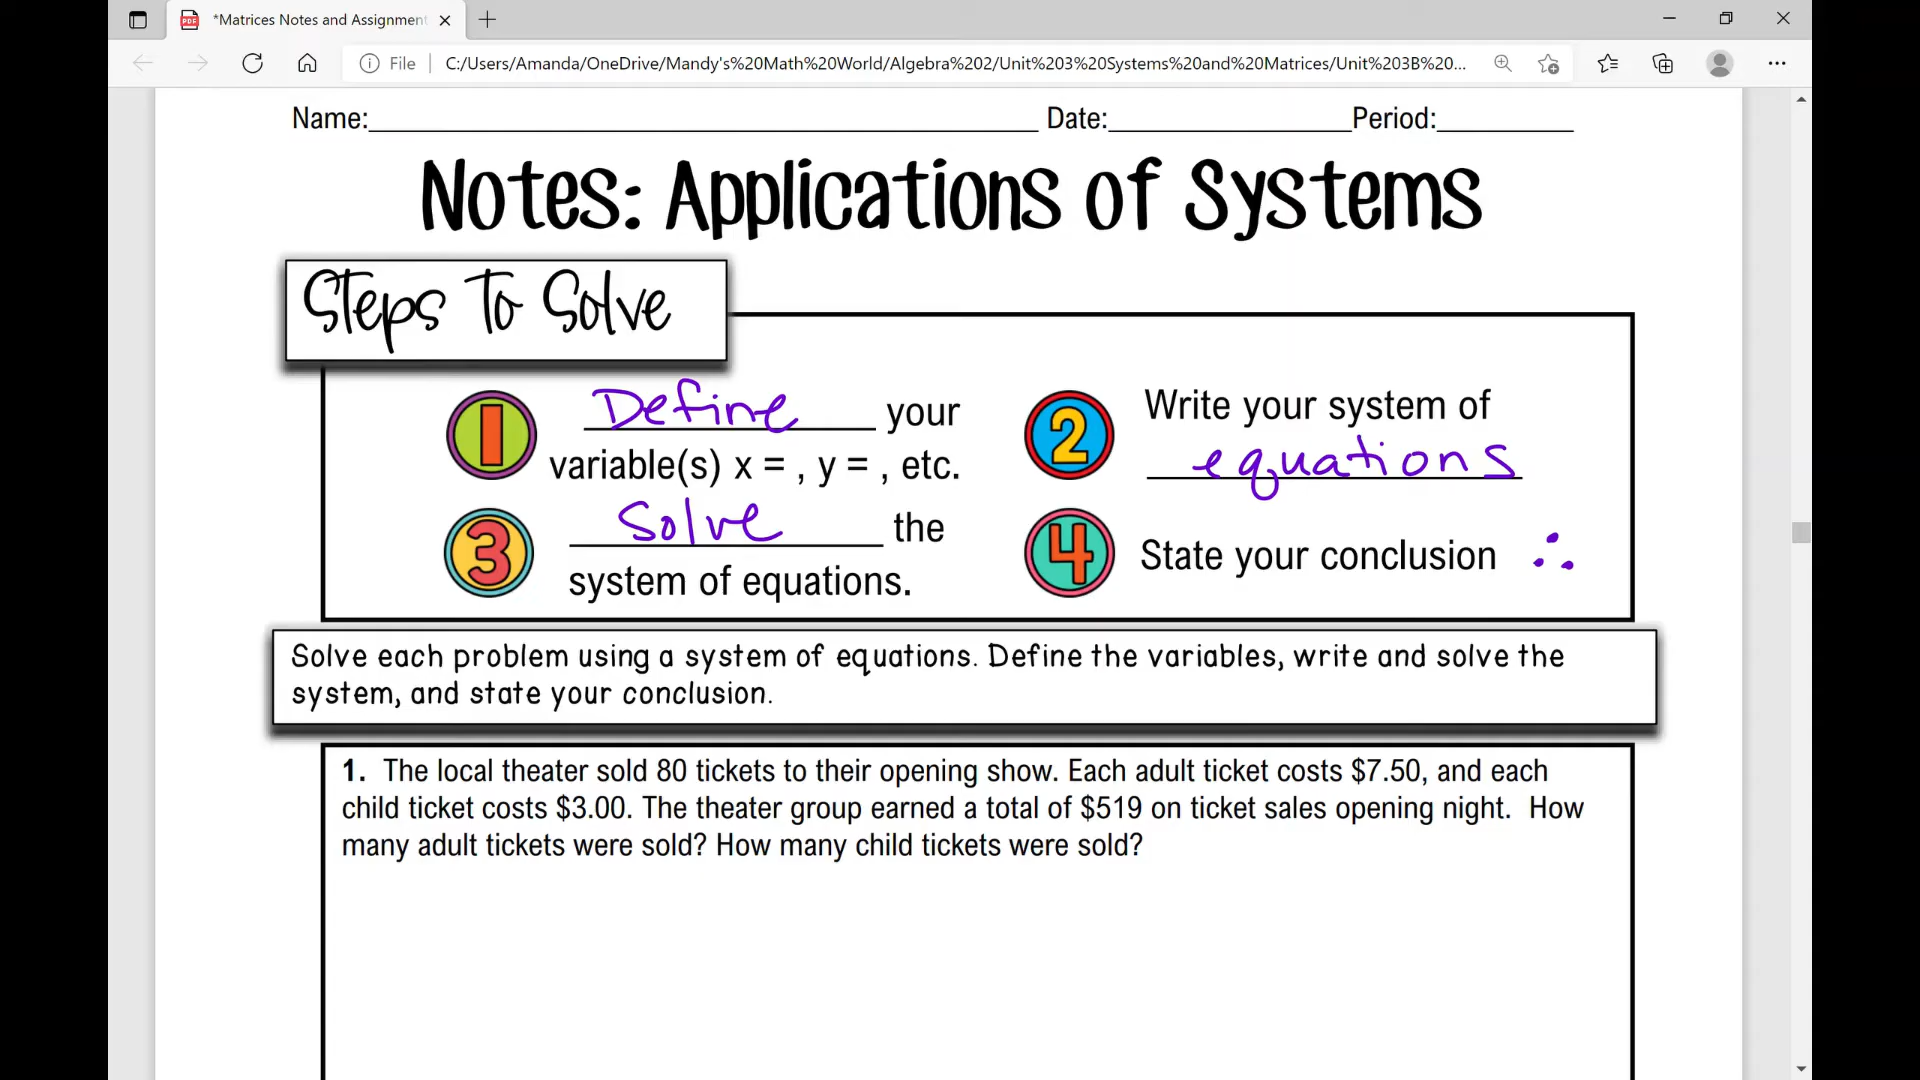 *Matrices Notes and Assignment
File
C:/Users/Amanda/OneDrive/Mandy's%20Math%20World/Algebra%202/Unit%203%20Systems%20and%20Matrices/Unit%203B%20...
Name: Date: Period:
Notes: Applications of Systems
Steps To Solve
1 Define your
variable(s) x = , y = , etc.
2 Write your system of
equations
3 Solve the
system of equations.
4 State your conclusion ∴
Solve each problem using a system of equations. Define the variables, write and solve the
system, and state your conclusion.
1. The local theater sold 80 tickets to their opening show. Each adult ticket costs $7.50, and each
child ticket costs $3.00. The theater group earned a total of $519 on ticket sales opening night. How
many adult tickets were sold? How many child tickets were sold?